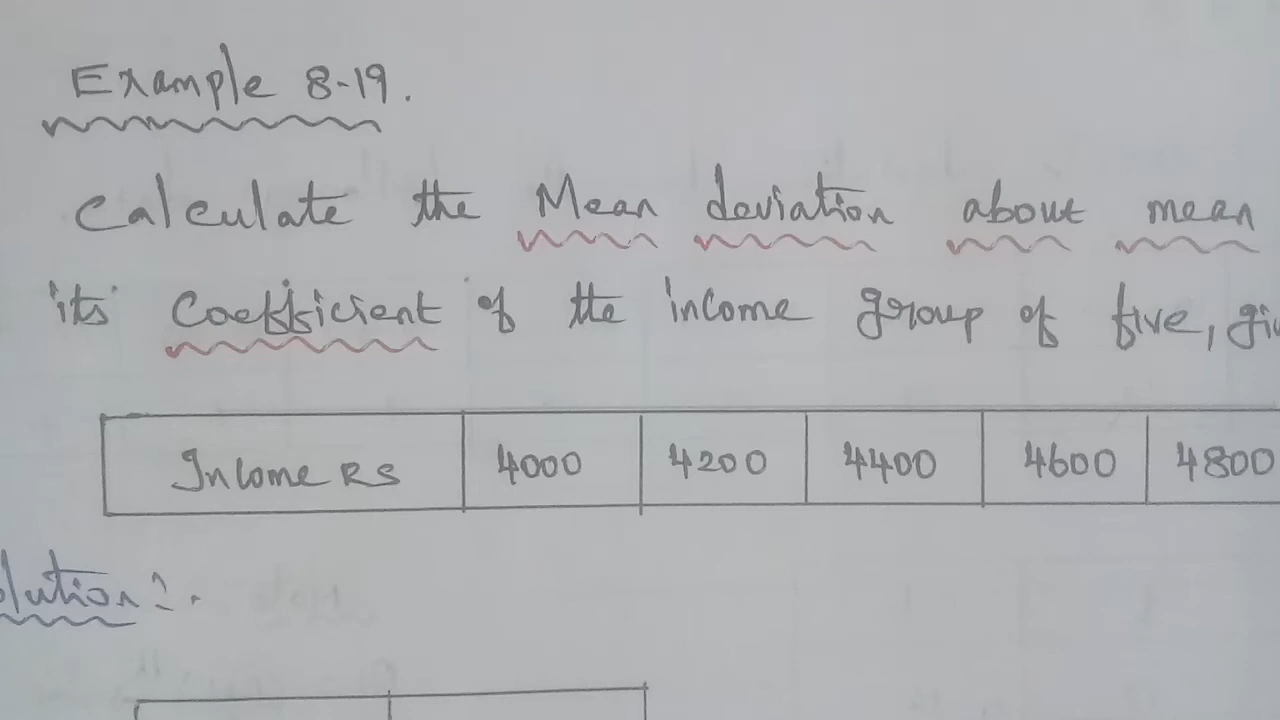 Example 8-19.
Calculate the Mean deviation about mean
its Coefficient of the income group of five,
Income RS 4000 4200 4400 4600 4800
olution :-